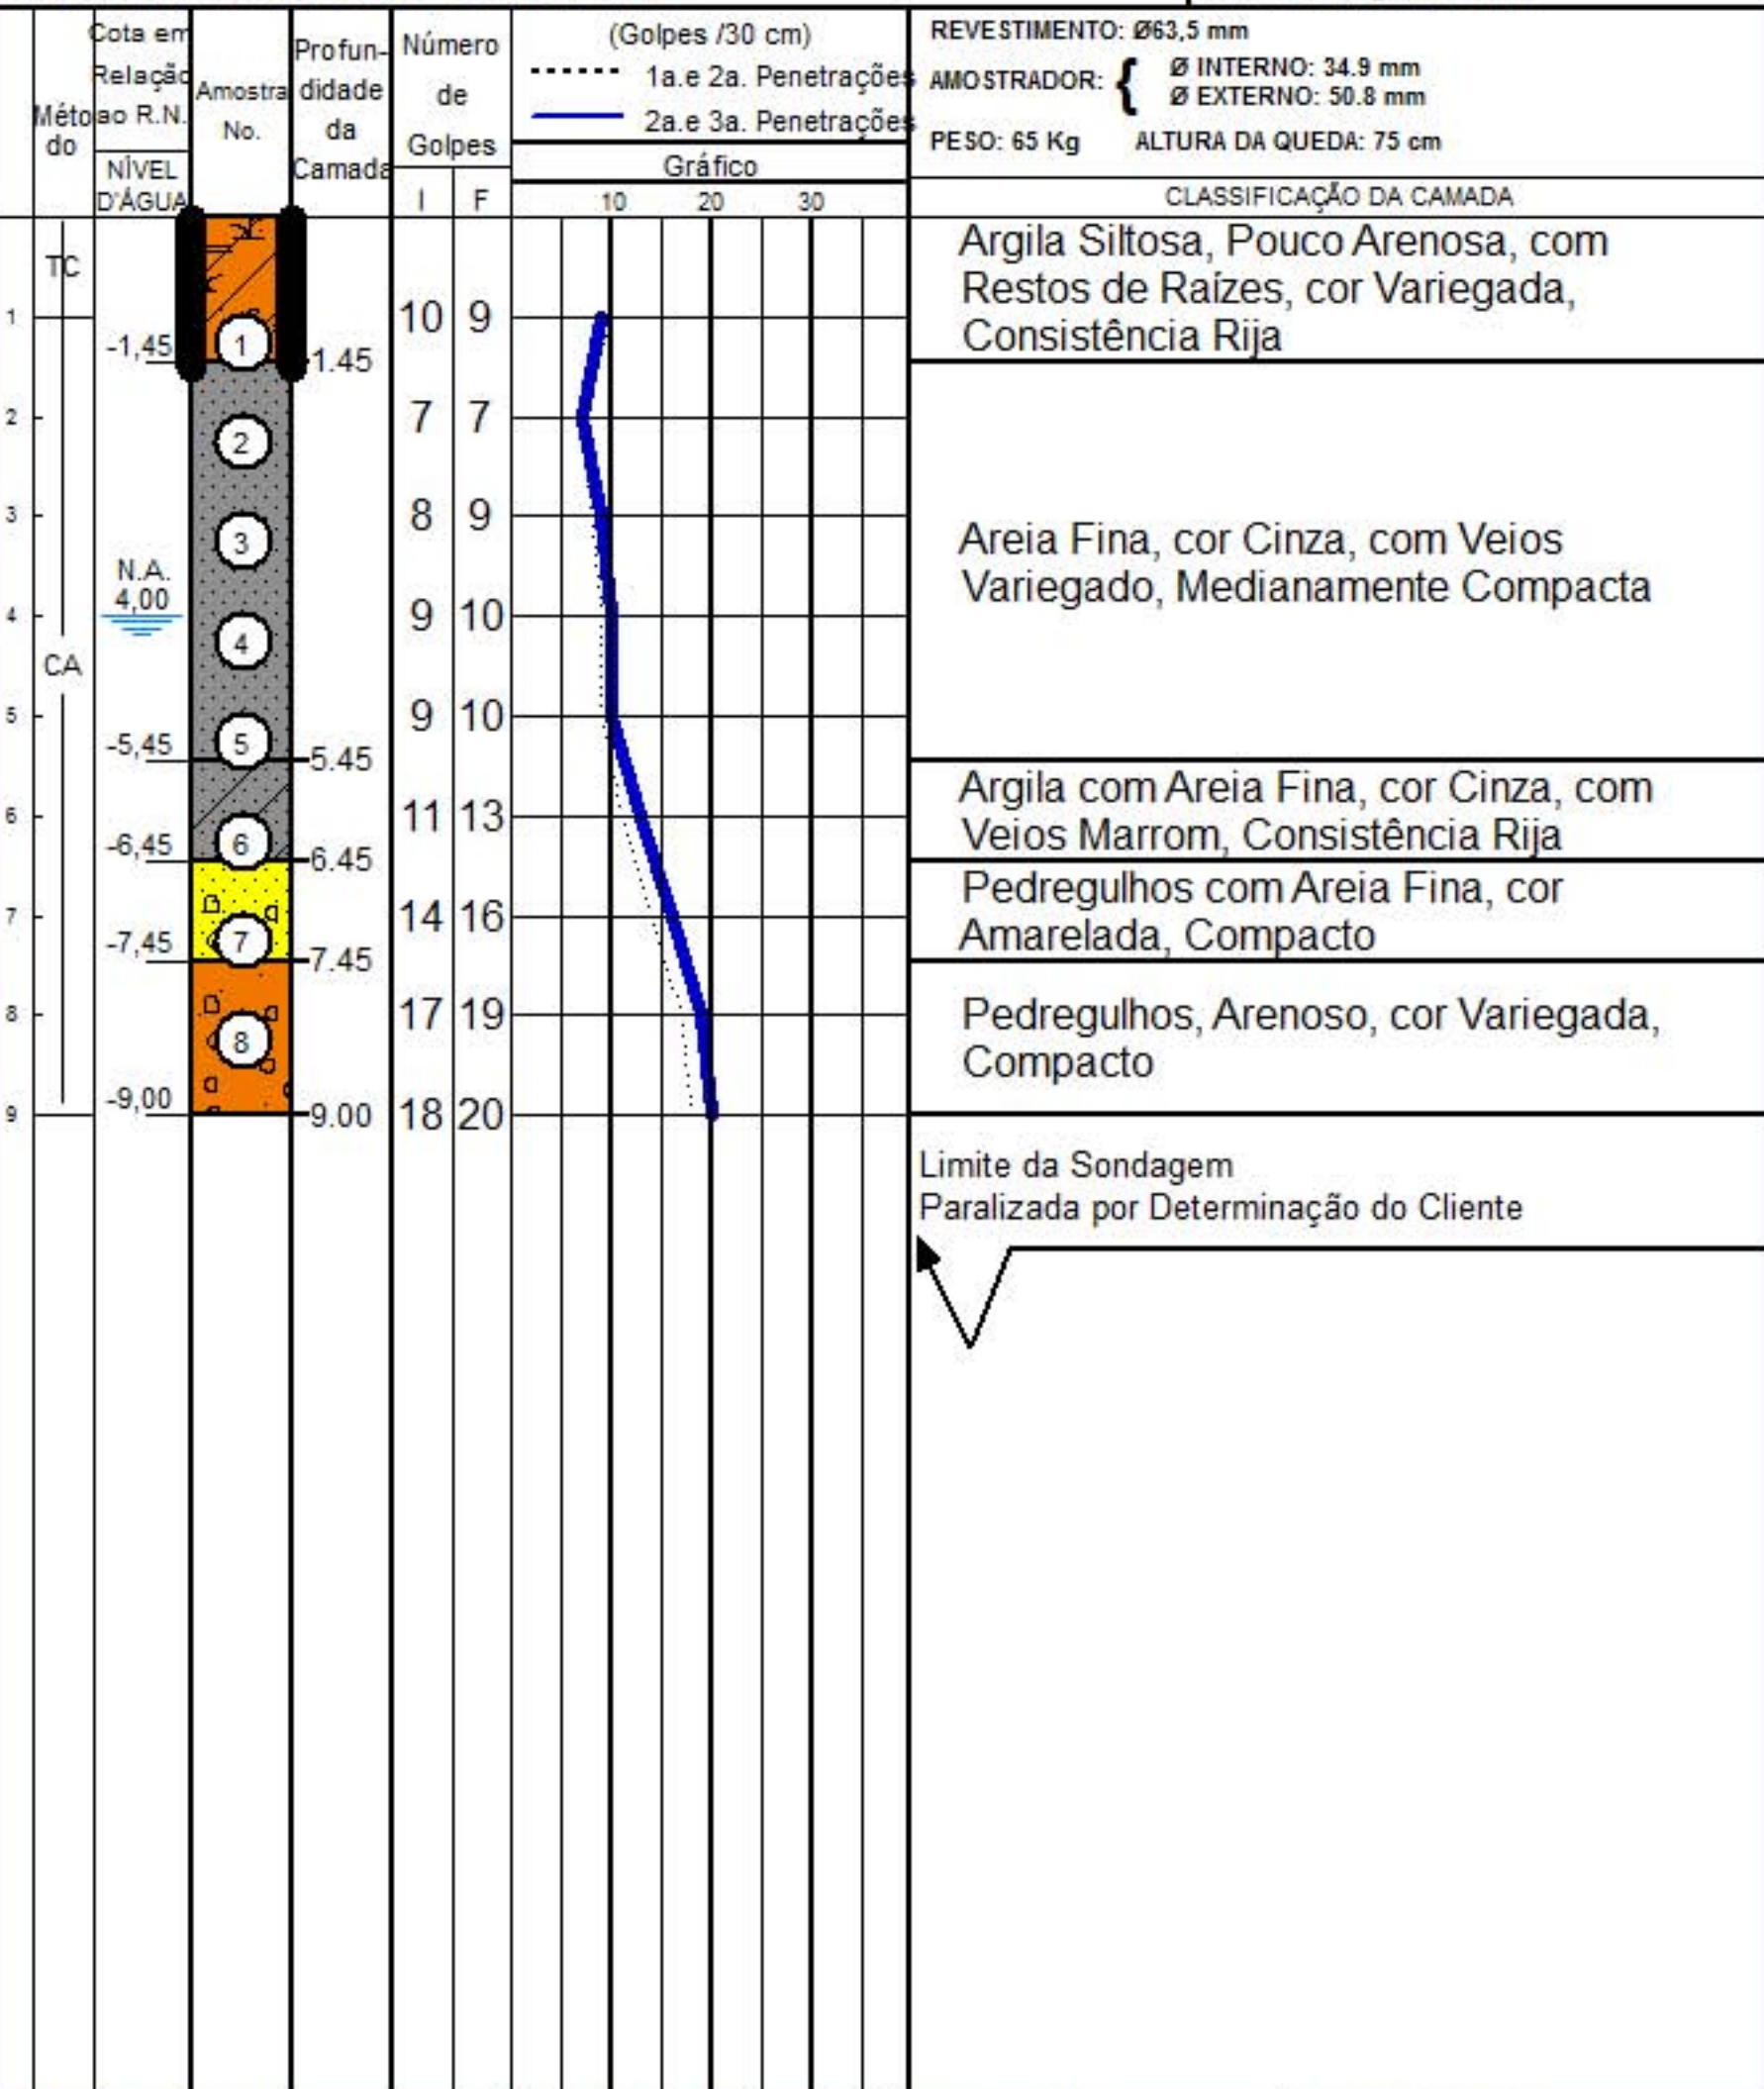 Méto
do
Cota em
Relação
ao R.N.
NÍVEL
D'ÁGUA
Amostra
No.
Profun-
didade
da
Camada
Número
de
Golpes
I F
(Golpes /30 cm)
1a.e 2a. Penetrações
2a.e 3a. Penetrações
Gráfico
10 20 30
REVESTIMENTO: Ø63,5 mm
AMOSTRADOR: { Ø INTERNO: 34.9 mm
Ø EXTERNO: 50.8 mm
PESO: 65 Kg ALTURA DA QUEDA: 75 cm
CLASSIFICAÇÃO DA CAMADA
TC
Argila Siltosa, Pouco Arenosa, com
Restos de Raízes, cor Variegada,
Consistência Rija
1 10 9
-1,45 1 1.45
2 7 7
2
3 8 9
3
Areia Fina, cor Cinza, com Veios
Variegado, Medianamente Compacta
N.A.
4,00
4 9 10
4
CA
5 9 10
-5,45 5 5.45
Argila com Areia Fina, cor Cinza, com
Veios Marrom, Consistência Rija
6 11 13
-6,45 6 6.45
Pedregulhos com Areia Fina, cor
Amarelada, Compacto
7 14 16
-7,45 7 7.45
8 17 19
8
Pedregulhos, Arenoso, cor Variegada,
Compacto
-9,00
9 9.00 18 20
Limite da Sondagem
Paralizada por Determinação do Cliente